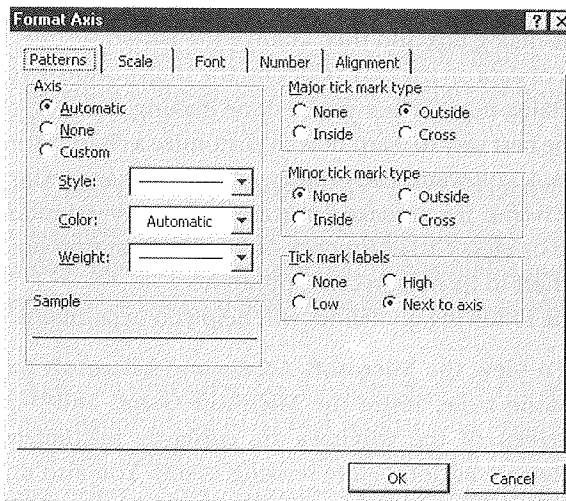 Format Axis
Patterns Scale Font Number Alignment
Axis
Automatic
None
Custom
Style:
Color: Automatic
Weight:
Sample
Major tick mark type
None Outside
Inside Cross
Minor tick mark type
None Outside
Inside Cross
Tick mark labels
None High
Low Next to axis
OK Cancel